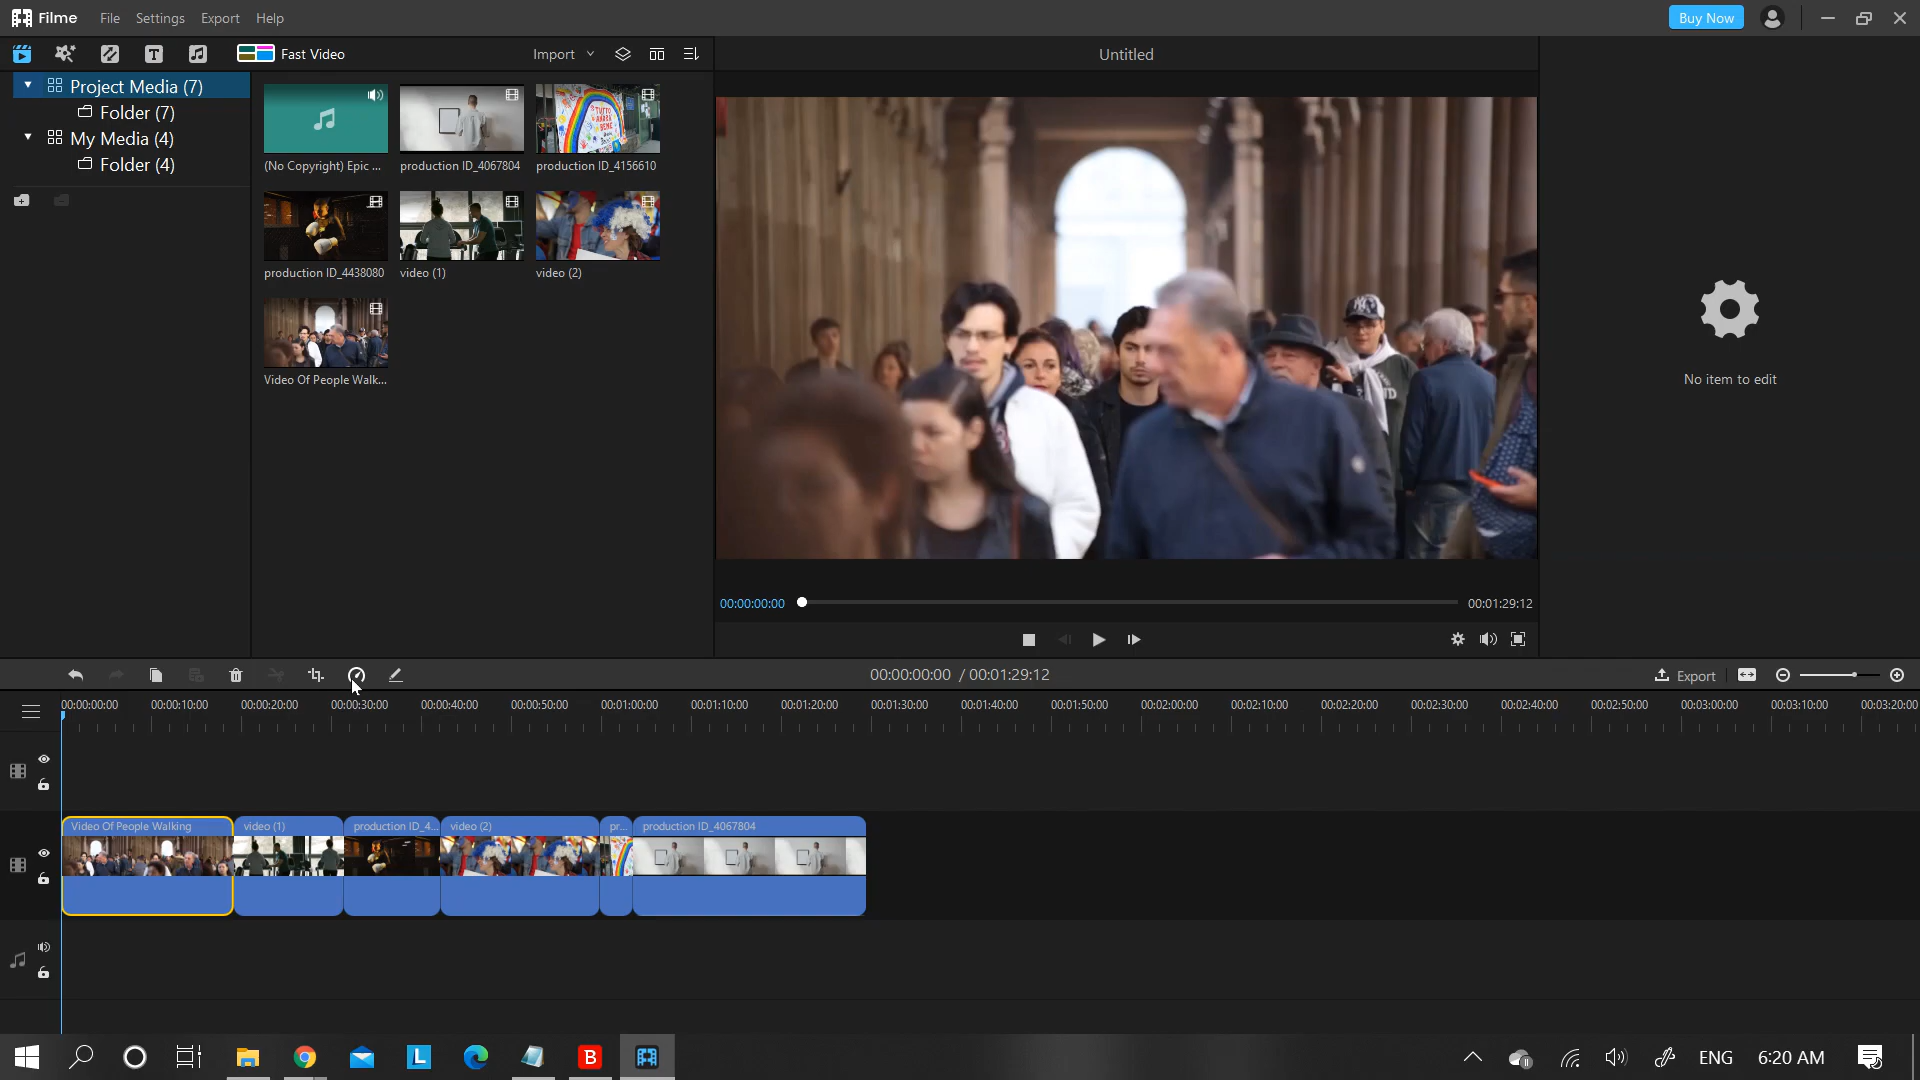 Filme File Settings Export Help Buy Now
Fast Video Import Untitled
Project Media (7)
Folder (7)
My Media (4)
Folder (4)
(No Copyright) Epic ... production ID_4067804 production ID_4156610
production ID_4438080 video (1) video (2)
Video Of People Walk...
TUTTO
ANDRÀ
BENE
No item to edit
00:00:00:00 00:01:29:12
00:00:00:00 / 00:01:29:12 Export
00:00:00:00 00:00:10:00 00:00:20:00 00:00:30:00 00:00:40:00 00:00:50:00 00:01:00:00 00:01:10:00 00:01:20:00 00:01:30:00 00:01:40:00 00:01:50:00 00:02:00:00 00:02:10:00 00:02:20:00 00:02:30:00 00:02:40:00 00:02:50:00 00:03:00:00 00:03:10:00 00:03:20:00
Video Of People Walking video (1) production ID_4... video (2) pr... production ID_4067804
L B ENG 6:20 AM